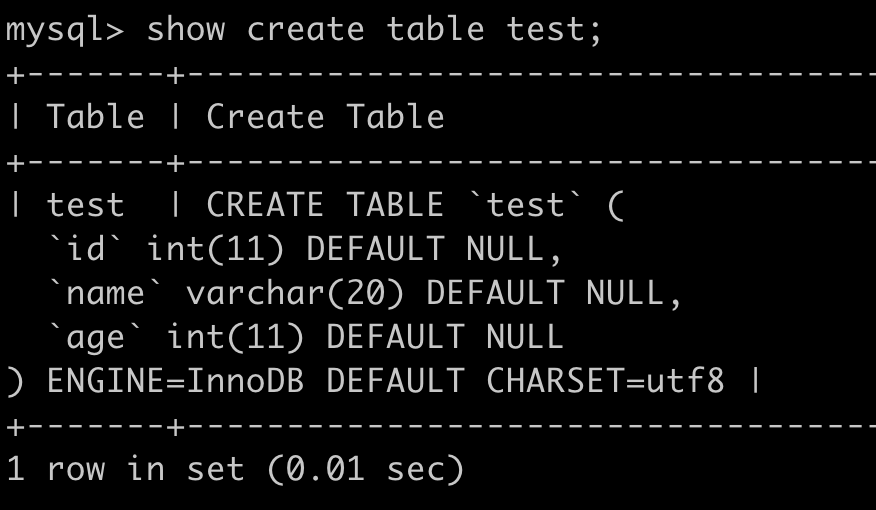 mysql> show create table test;
+-------+-----------------------------------
| Table | Create Table
+-------+-----------------------------------
| test  | CREATE TABLE `test` (
  `id` int(11) DEFAULT NULL,
  `name` varchar(20) DEFAULT NULL,
  `age` int(11) DEFAULT NULL
) ENGINE=InnoDB DEFAULT CHARSET=utf8 |
+-------+-----------------------------------
1 row in set (0.01 sec)